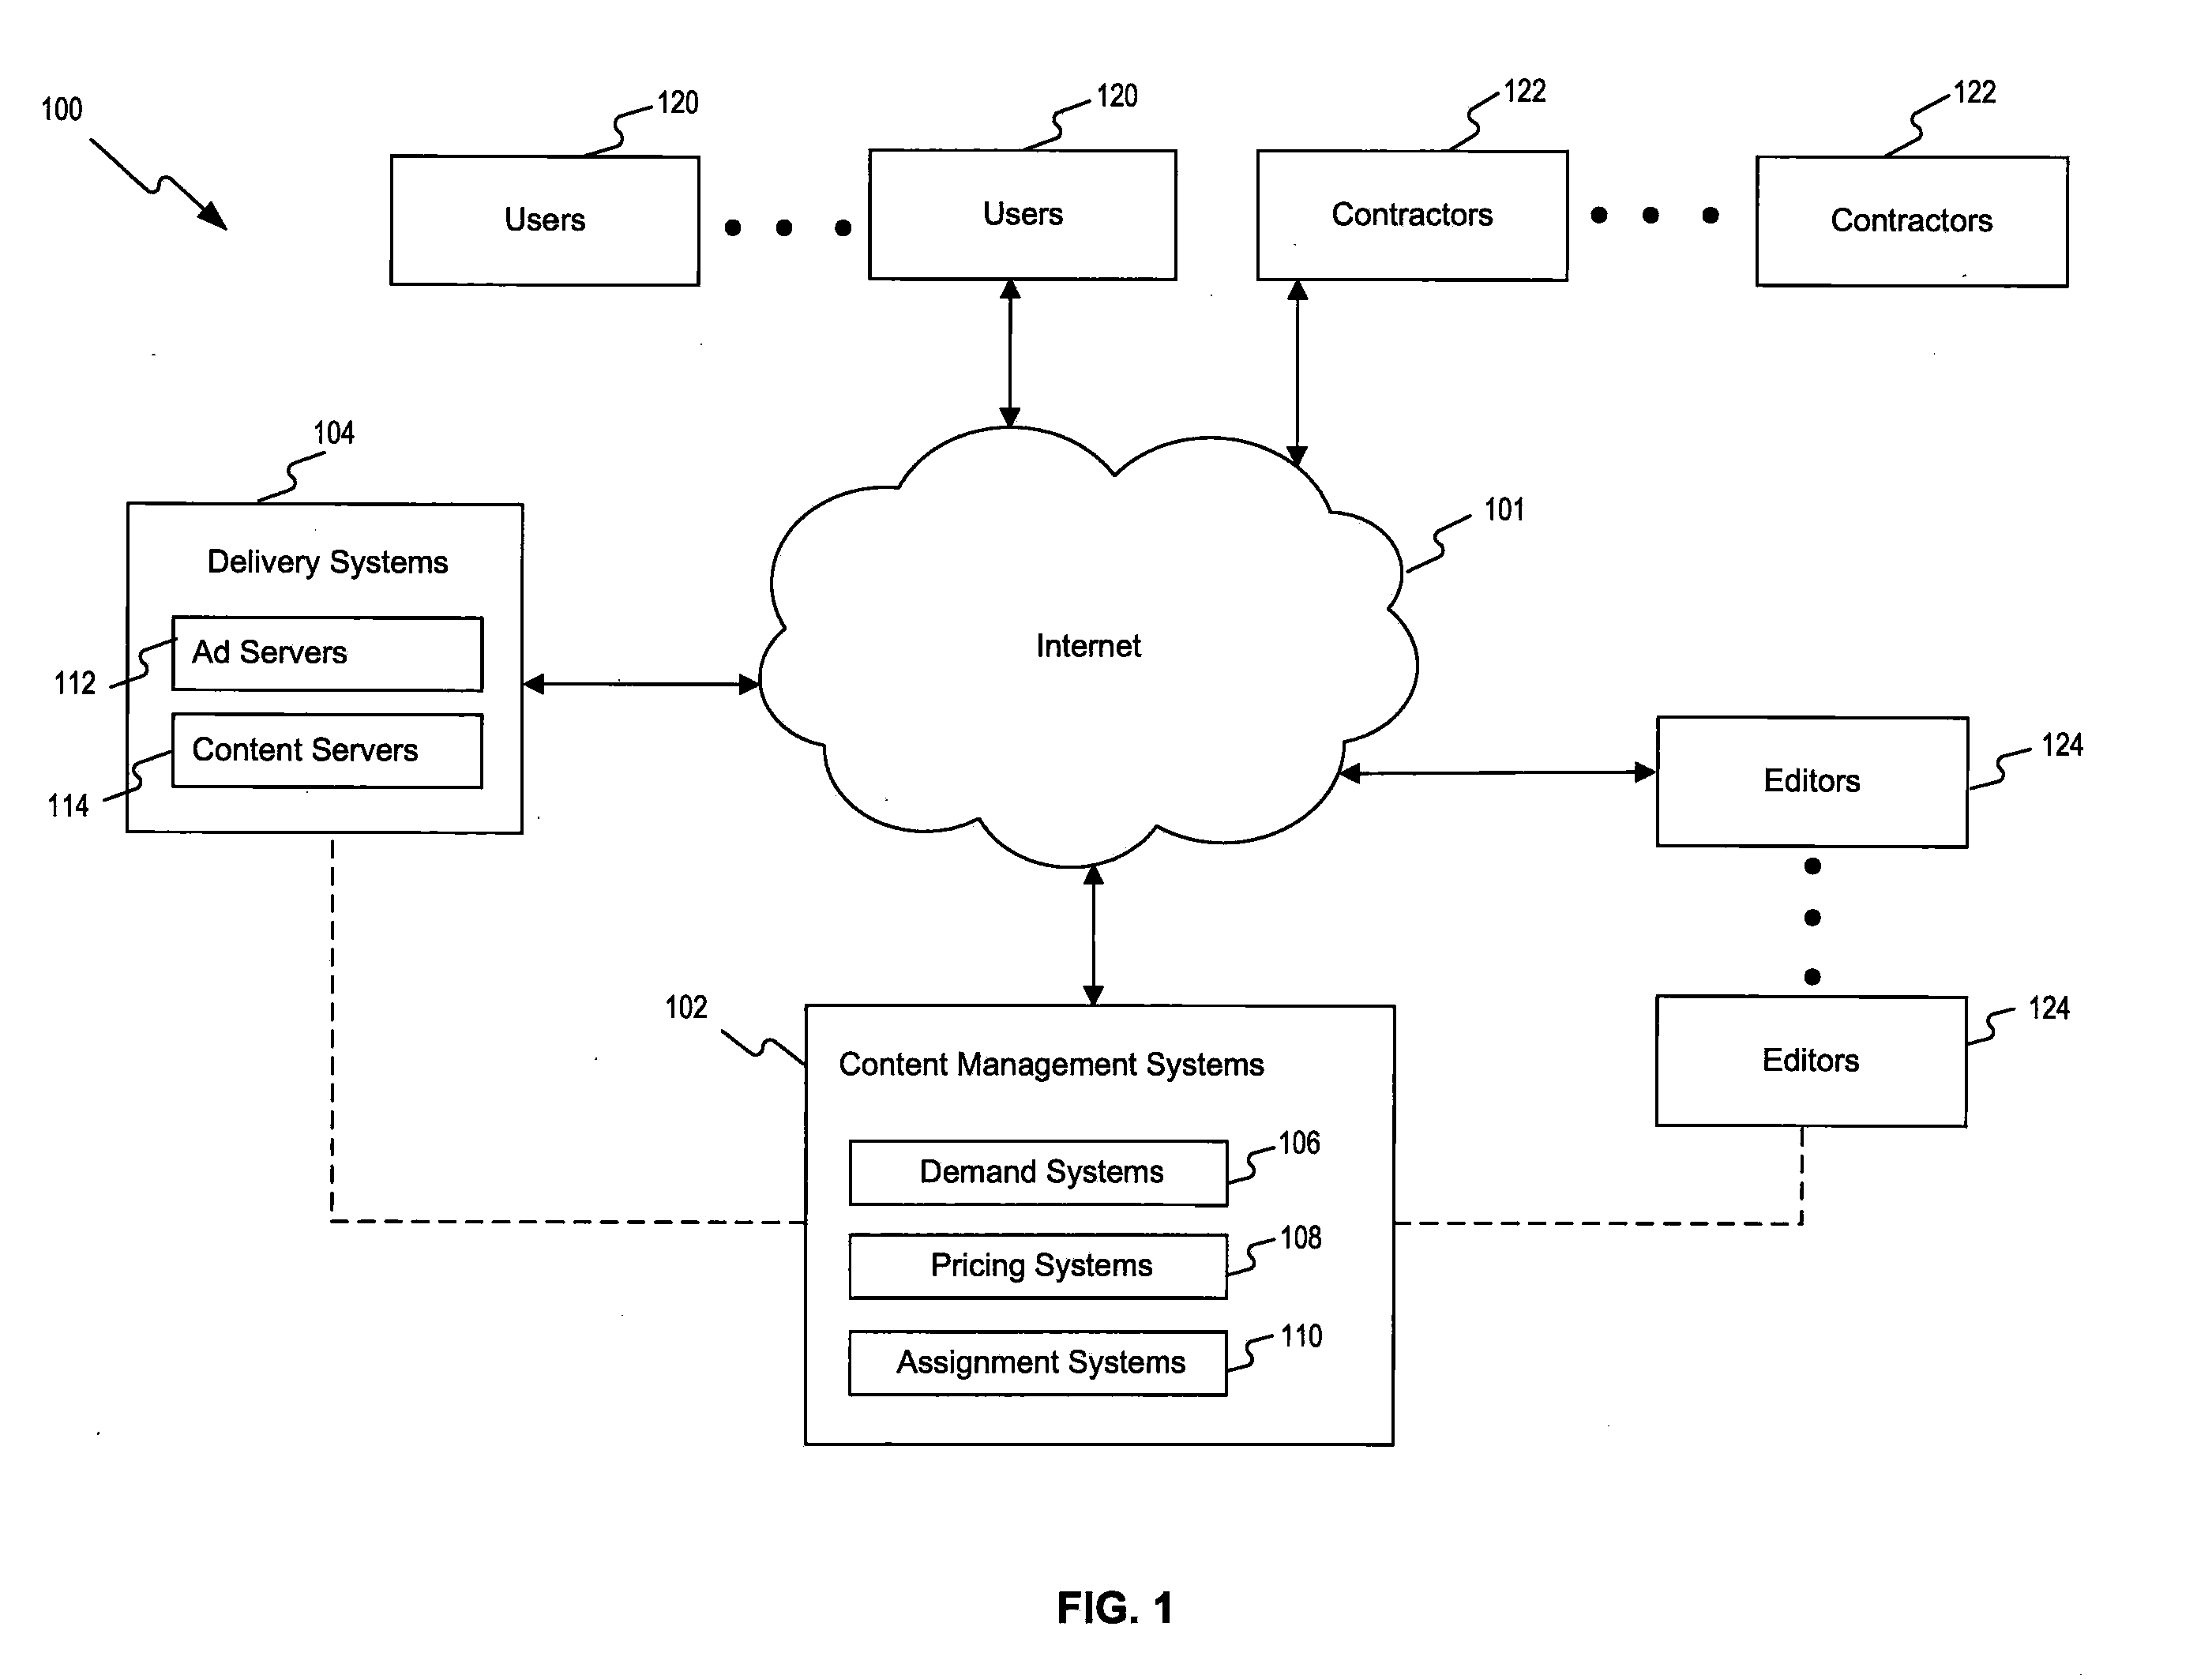 100
120
120
122
122
Users
Users
Contractors
Contractors
104
101
Delivery Systems
Ad Servers
112
Content Servers
114
Internet
Editors
124
Editors
124
102
Content Management Systems
Demand Systems
106
Pricing Systems
108
Assignment Systems
110
FIG. 1